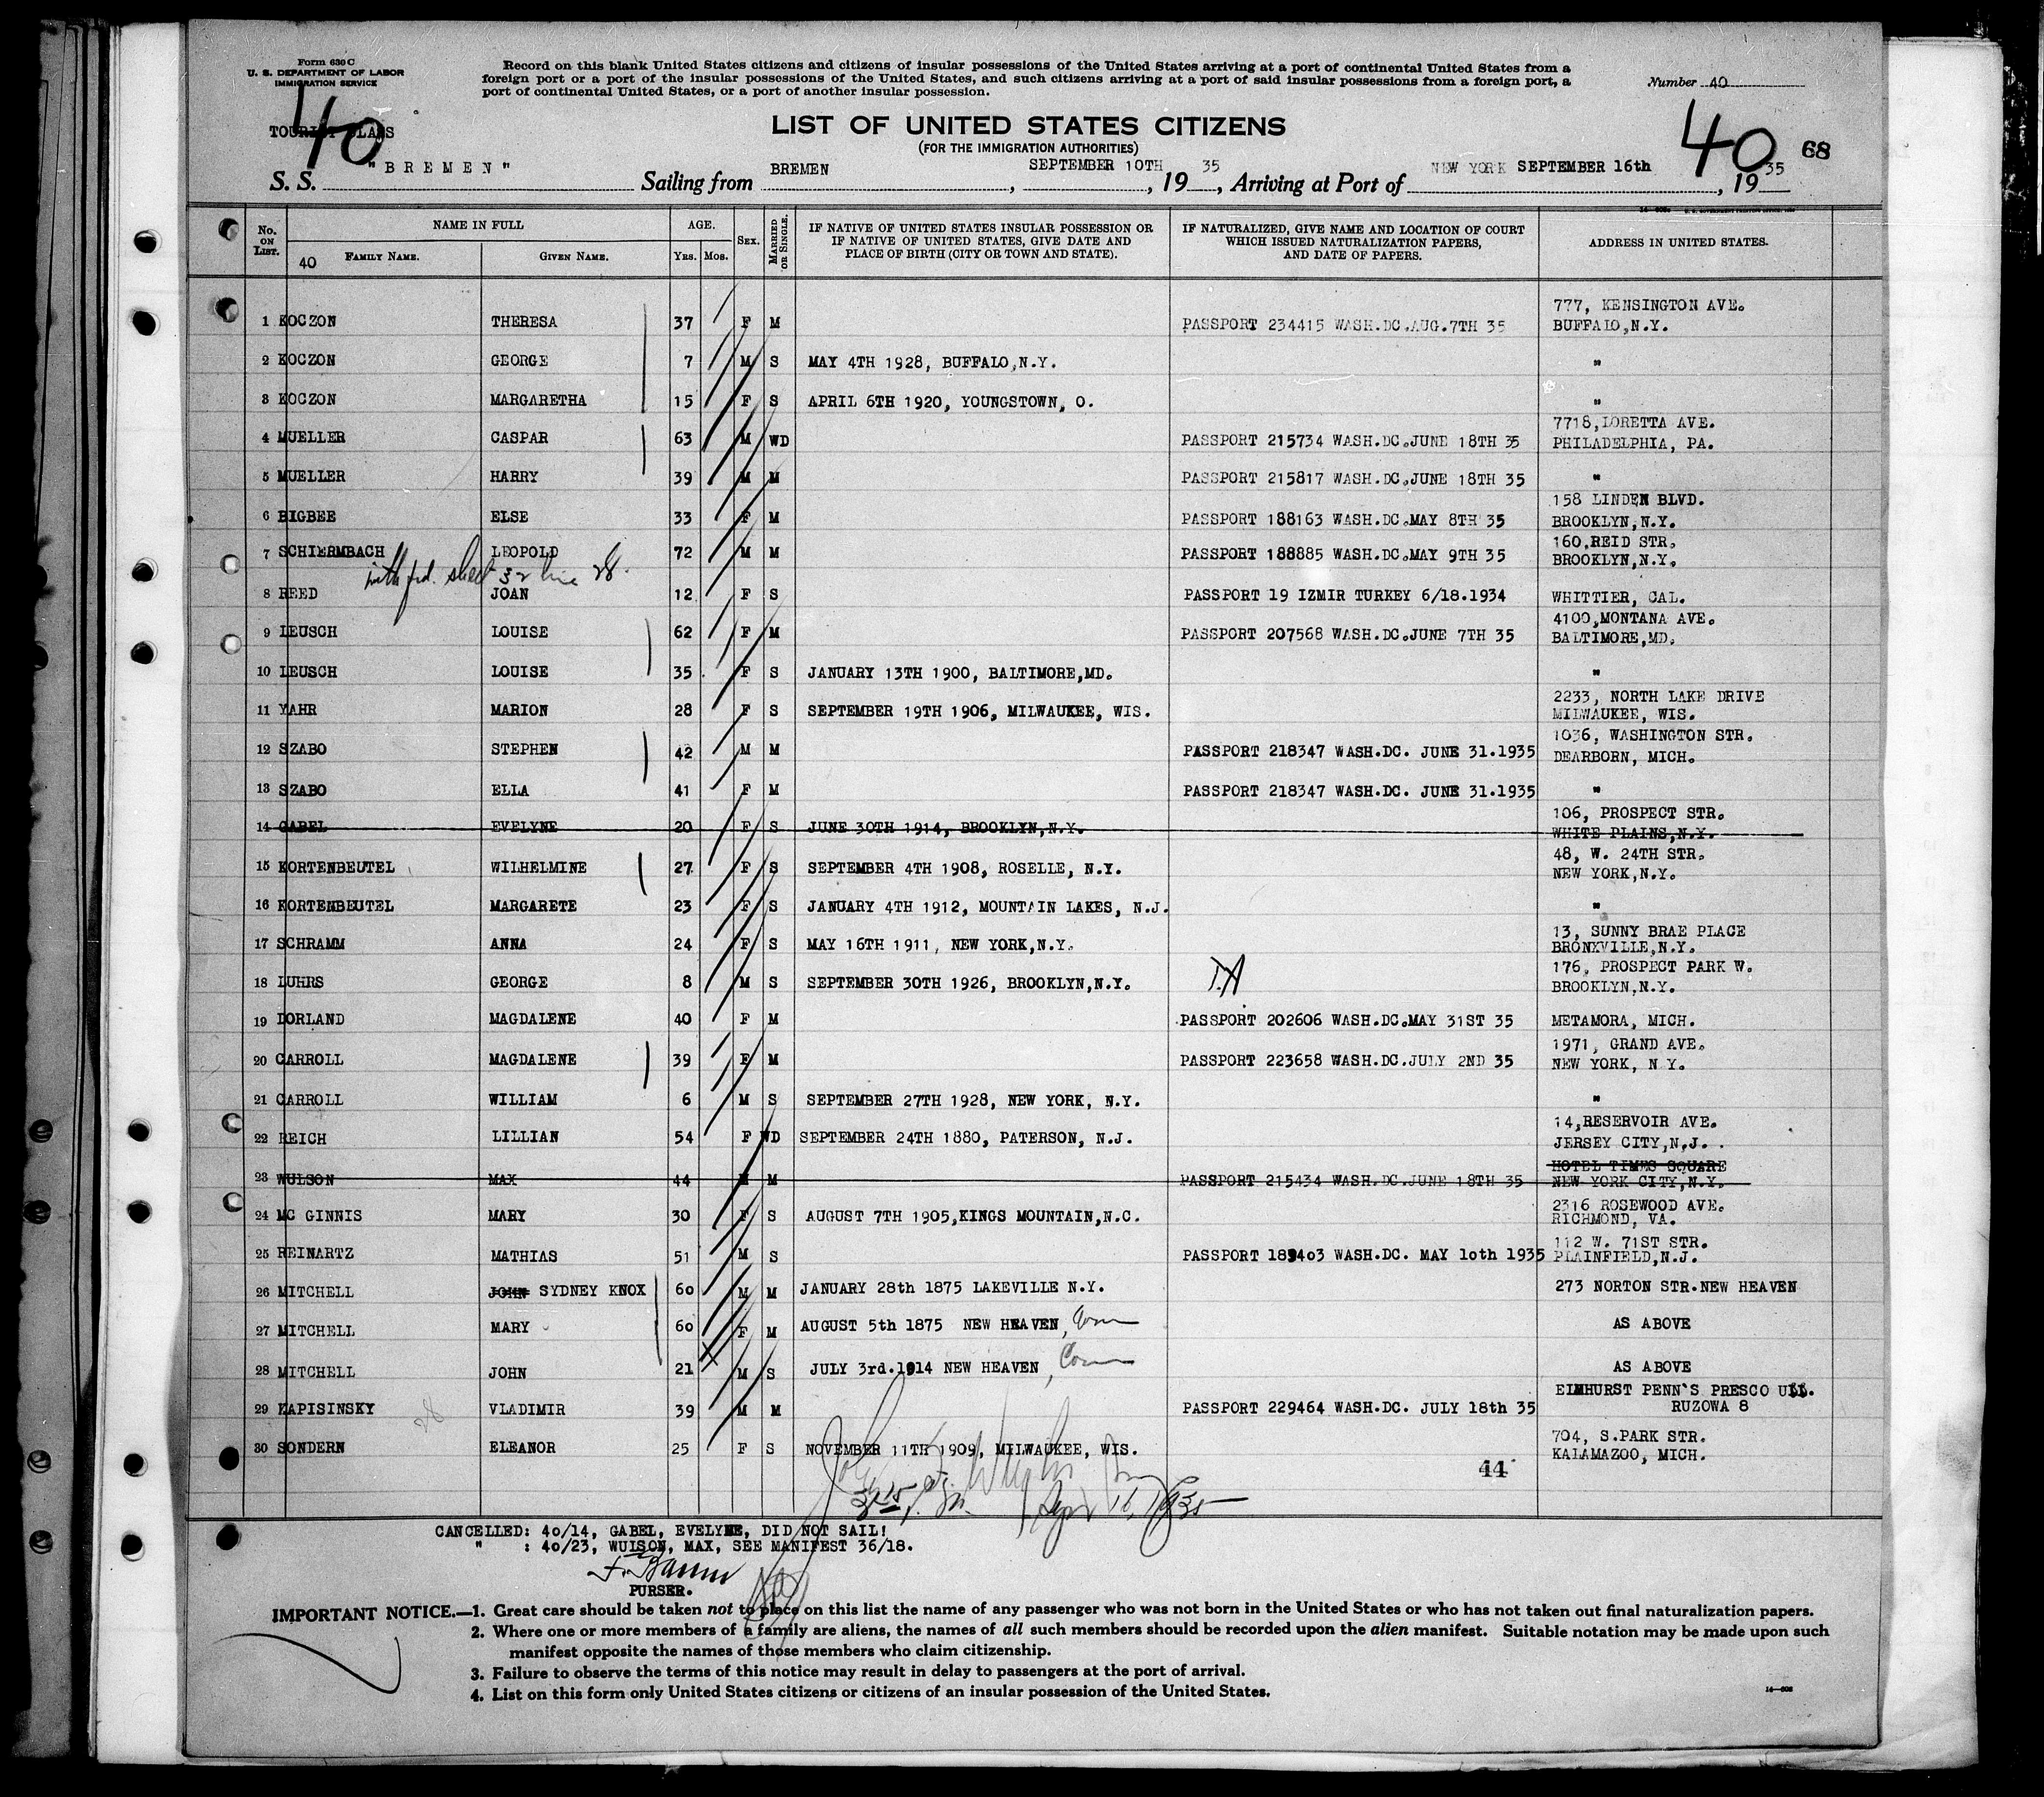 Form 630 C
U. S. DEPARTMENT OF LABOR
IMMIGRATION SERVICE
Record on this blank United States citizens and citizens of insular possessions of the United States arriving at a port of continental United States from a
foreign port or a port of the insular possessions of the United States, and such citizens arriving at a port of said insular possessions from a foreign port, a
port of continental United States, or a port of another insular possession.
Number 40
TOURIST CLASS
40
40 68
LIST OF UNITED STATES CITIZENS
(FOR THE IMMIGRATION AUTHORITIES)
S. S. "BREMEN" Sailing from BREMEN, SEPTEMBER 10TH, 1935, Arriving at Port of NEW YORK SEPTEMBER 16th, 1935
No. ON LIST. NAME IN FULL AGE. SEX. MARRIED OR SINGLE. IF NATIVE OF UNITED STATES INSULAR POSSESSION OR IF NATIVE OF UNITED STATES, GIVE DATE AND PLACE OF BIRTH (CITY OR TOWN AND STATE). IF NATURALIZED, GIVE NAME AND LOCATION OF COURT WHICH ISSUED NATURALIZATION PAPERS, AND DATE OF PAPERS. ADDRESS IN UNITED STATES.
40 FAMILY NAME. GIVEN NAME. YRS. MOS.
777, KENSINGTON AVE.
1 KOCZON THERESA 37 F M PASSPORT 234415 WASH.DC.AUG.7TH 35 BUFFALO,N.Y.
2 KOCZON GEORGE 7 M S MAY 4TH 1928, BUFFALO,N.Y. "
3 KOCZON MARGARETHA 15 F S APRIL 6TH 1920, YOUNGSTOWN, O. "
7718,LORETTA AVE.
4 MUELLER CASPAR 63 M WD PASSPORT 215734 WASH.DC.JUNE 18TH 35 PHILADELPHIA, PA.
5 MUELLER HARRY 39 M M PASSPORT 215817 WASH.DC.JUNE 18TH 35 "
158 LINDEN BLVD.
6 BIGBEE ELSE 33 F M PASSPORT 188163 WASH.DC.MAY 8TH 35 BROOKLYN,N.Y.
160,REID STR.
7 SCHIERMBACH LEOPOLD 72 M M PASSPORT 188885 WASH.DC.MAY 9TH 35 BROOKLYN,N.Y.
with frd. sheet 32 line 28.
8 REED JOAN 12 F S PASSPORT 19 IZMIR TURKEY 6/18.1934 WHITTIER, CAL.
4100,MONTANA AVE.
9 LEUSCH LOUISE 62 F M PASSPORT 207568 WASH.DC.JUNE 7TH 35 BALTIMORE,MD.
10 LEUSCH LOUISE 35 F S JANUARY 13TH 1900, BALTIMORE,MD. "
2233, NORTH LAKE DRIVE
11 YAHR MARION 28 F S SEPTEMBER 19TH 1906, MILWAUKEE, WIS. MILWAUKEE, WIS.
1036, WASHINGTON STR.
12 SZABO STEPHEN 42 M M PASSPORT 218347 WASH.DC. JUNE 31.1935 DEARBORN, MICH.
13 SZABO ELLA 41 F M PASSPORT 218347 WASH.DC. JUNE 31.1935 "
106, PROSPECT STR.
14 GABEL EVELYNE 20 F S JUNE 30TH 1914, BROOKLYN,N.Y. WHITE PLAINS,N.Y.
48, W. 24TH STR.
15 KORTENBEUTEL WILHELMINE 27 F S SEPTEMBER 4TH 1908, ROSELLE, N.Y. NEW YORK,N.Y.
16 KORTENBEUTEL MARGARETE 23 F S JANUARY 4TH 1912, MOUNTAIN LAKES, N.J. "
13, SUNNY BRAE PLACE
17 SCHRAMM ANNA 24 F S MAY 16TH 1911, NEW YORK,N.Y. BRONXVILLE,N.Y.
176, PROSPECT PARK W.
18 LUHRS GEORGE 8 M S SEPTEMBER 30TH 1926, BROOKLYN,N.Y. BROOKLYN,N.Y.
19 DORLAND MAGDALENE 40 F M PASSPORT 202606 WASH.DC.MAY 31ST 35 METAMORA, MICH.
1971, GRAND AVE.
20 CARROLL MAGDALENE 39 F M PASSPORT 223658 WASH.DC.JULY 2ND 35 NEW YORK, N Y.
21 CARROLL WILLIAM 6 M S SEPTEMBER 27TH 1928, NEW YORK, N.Y. "
14,RESERVOIR AVE.
22 REICH LILLIAN 54 F WD SEPTEMBER 24TH 1880, PATERSON, N.J. JERSEY CITY,N.J.
HOTEL TIMES SQUARE
23 WULSON MAX 44 M M PASSPORT 215434 WASH.DC.JUNE 18TH 35 NEW YORK CITY,N.Y.
2316 ROSEWOOD AVE.
24 MC GINNIS MARY 30 F S AUGUST 7TH 1905,KINGS MOUNTAIN,N.C. RICHMOND, VA.
112 W. 71ST STR.
25 REINARTZ MATHIAS 51 M S PASSPORT 189403 WASH.DC. MAY 10th 1935 PLAINFIELD,N.J.
26 MITCHELL JOHN SYDNEY KNOX 60 M M JANUARY 28th 1875 LAKEVILLE N.Y. 273 NORTON STR.NEW HEAVEN
27 MITCHELL MARY 60 F M AUGUST 5th 1875 NEW HEAVEN, Conn AS ABOVE
28 MITCHELL JOHN 21 M S JULY 3rd.1914 NEW HEAVEN, Conn AS ABOVE
ELMHURST PENN`S PRESCO
29 KAPISINSKY 28 VLADIMIR 39 M M PASSPORT 229464 WASH.DC. JULY 18th 35 RUZOWA 8
704, S.PARK STR.
30 SONDERN ELEANOR 25 F S NOVEMBER 11TH 1909, MILWAUKEE, WIS. KALAMAZOO, MICH.
44
16, 1935
CANCELLED: 40/14, GABEL, EVELYNE, DID NOT SAIL!
" : 40/23, WULSON, MAX, SEE MANIFEST 36/18.
PURSER.
IMPORTANT NOTICE.—1. Great care should be taken not to place on this list the name of any passenger who was not born in the United States or who has not taken out final naturalization papers.
2. Where one or more members of a family are aliens, the names of all such members should be recorded upon the alien manifest. Suitable notation may be made upon such
manifest opposite the names of those members who claim citizenship.
3. Failure to observe the terms of this notice may result in delay to passengers at the port of arrival.
4. List on this form only United States citizens or citizens of an insular possession of the United States.